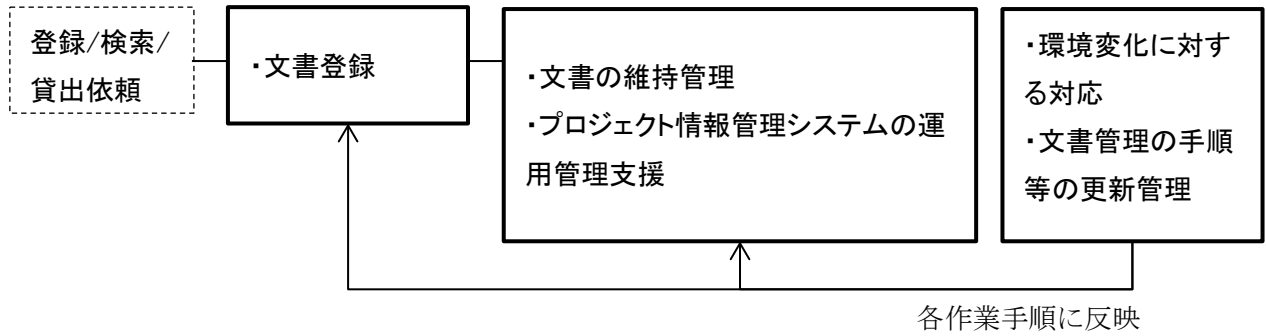 登録/検索/
貸出依頼
・文書登録
・文書の維持管理
・プロジェクト情報管理システムの運
用管理支援
・環境変化に対す
る対応
・文書管理の手順
等の更新管理
各作業手順に反映